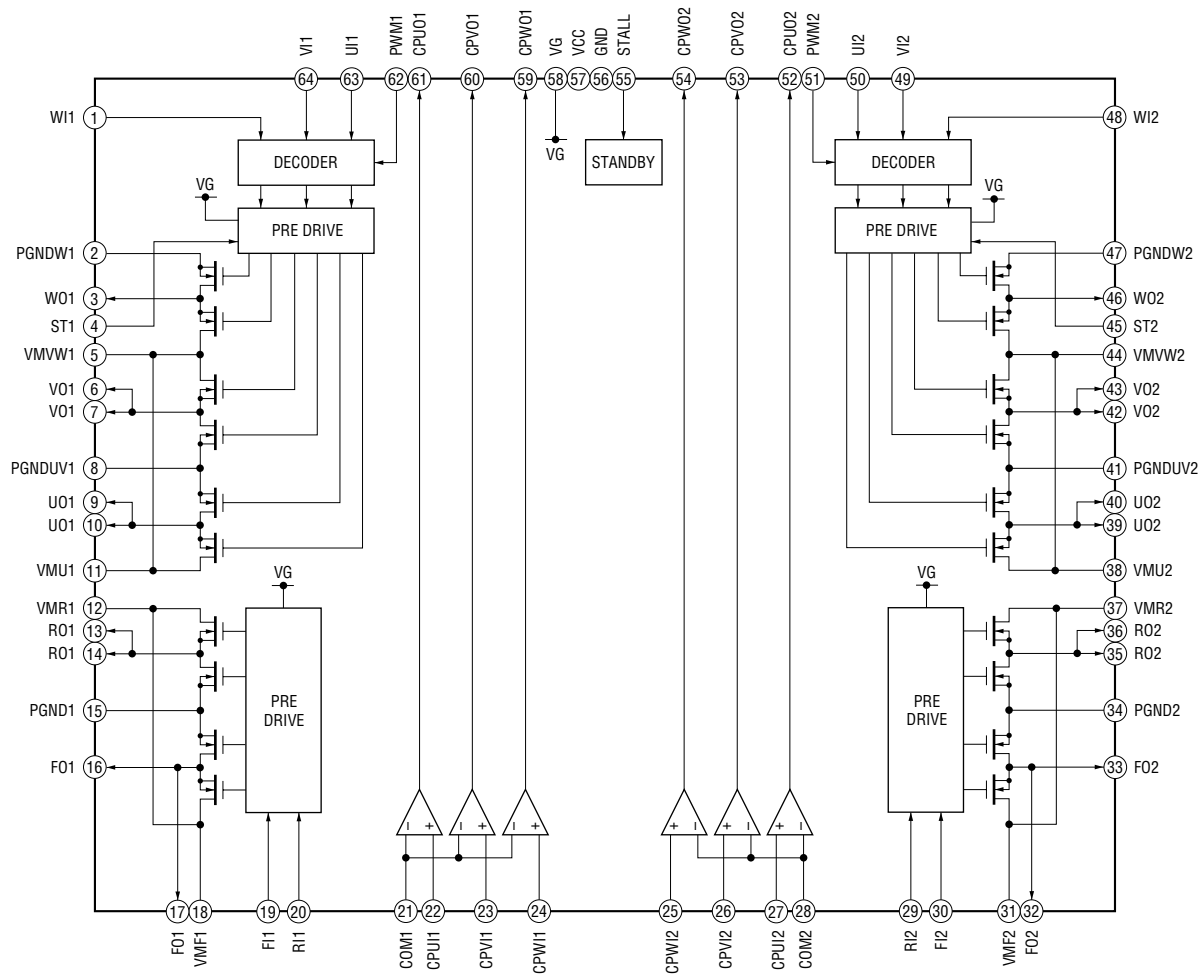 VI1
UI1
PWM1
CPUO1
CPVO1
CPWO1
VG
VCC
GND
STALL
CPWO2
CPVO2
CPUO2
PWM2
UI2
VI2
64
63
62
61
60
59
58
57
56
55
54
53
52
51
50
49
WI1
1
48
WI2
DECODER
VG
STANDBY
DECODER
VG
VG
PRE DRIVE
PRE DRIVE
PGNDW1
2
47
PGNDW2
WO1
3
46
WO2
ST1
4
45
ST2
VMVW1
5
44
VMVW2
VO1
6
43
VO2
VO1
7
42
VO2
PGNDUV1
8
41
PGNDUV2
UO1
9
40
UO2
UO1
10
39
UO2
VMU1
11
38
VMU2
VG
VG
VMR1
12
37
VMR2
RO1
13
36
RO2
RO1
14
35
RO2
PRE
DRIVE
PRE
DRIVE
PGND1
15
34
PGND2
FO1
16
33
FO2
− +
− +
− +
+ −
+ −
+ −
17
18
19
20
21
22
23
24
25
26
27
28
29
30
31
32
FO1
VMF1
FI1
RI1
COM1
CPUI1
CPVI1
CPWI1
CPWI2
CPVI2
CPUI2
COM2
RI2
FI2
VMF2
FO2